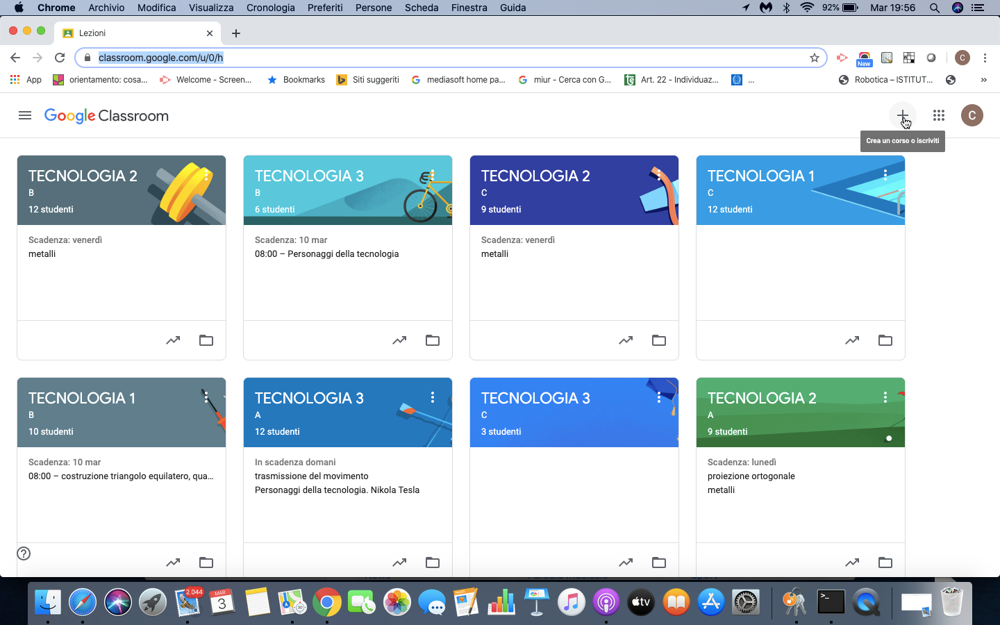 Chrome Archivio Modifica Visualizza Cronologia Preferiti Persone Scheda Finestra Guida 92% Mar 19:56
Lezioni
classroom.google.com/u/0/h
New
C
App orientamento: cosa... Welcome - Screen... Bookmarks Siti suggeriti mediasoft home pa... miur - Cerca con G... Art. 22 - Individuaz... ... Robotica – ISTITUT... »
Google Classroom
C
Crea un corso o iscriviti
TECNOLOGIA 2
B
12 studenti
Scadenza: venerdì
metalli
TECNOLOGIA 3
B
6 studenti
Scadenza: 10 mar
08:00 – Personaggi della tecnologia
TECNOLOGIA 2
C
9 studenti
Scadenza: venerdì
metalli
TECNOLOGIA 1
C
12 studenti
TECNOLOGIA 1
B
10 studenti
Scadenza: 10 mar
08:00 – costruzione triangolo equilatero, qua...
TECNOLOGIA 3
A
12 studenti
In scadenza domani
trasmissione del movimento
Personaggi della tecnologia. Nikola Tesla
TECNOLOGIA 3
C
3 studenti
TECNOLOGIA 2
A
9 studenti
Scadenza: lunedì
proiezione ortogonale
metalli
2.044
MAR
3
tv